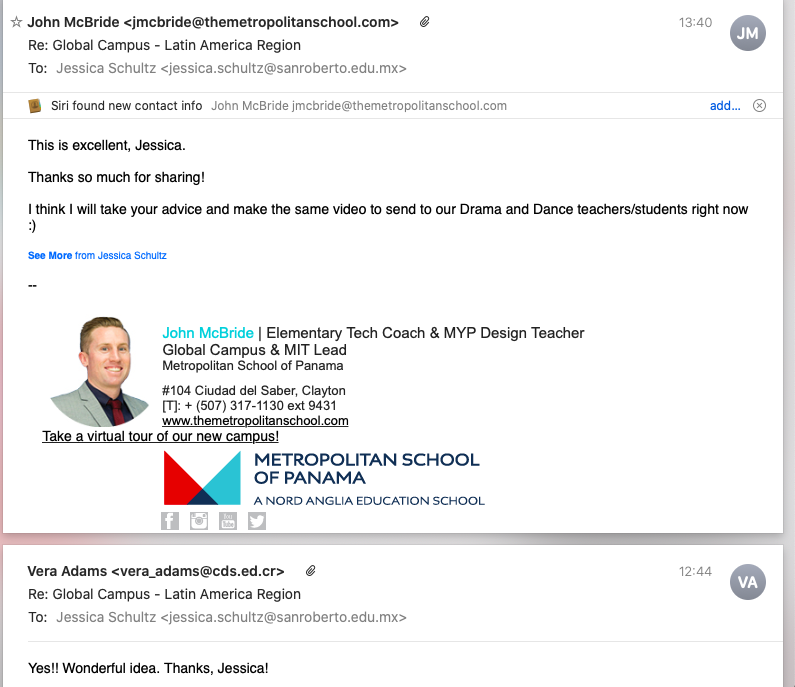 John McBride <jmcbride@themetropolitanschool.com>
13:40
JM
Re: Global Campus - Latin America Region
To: Jessica Schultz <jessica.schultz@sanroberto.edu.mx>
Siri found new contact info John McBride jmcbride@themetropolitanschool.com
add...
This is excellent, Jessica.
Thanks so much for sharing!
I think I will take your advice and make the same video to send to our Drama and Dance teachers/students right now
:)
See More from Jessica Schultz
--
John McBride | Elementary Tech Coach & MYP Design Teacher
Global Campus & MIT Lead
Metropolitan School of Panama
#104 Ciudad del Saber, Clayton
[T]: + (507) 317-1130 ext 9431
www.themetropolitanschool.com
Take a virtual tour of our new campus!
METROPOLITAN SCHOOL
OF PANAMA
A NORD ANGLIA EDUCATION SCHOOL
Vera Adams <vera_adams@cds.ed.cr>
12:44
VA
Re: Global Campus - Latin America Region
To: Jessica Schultz <jessica.schultz@sanroberto.edu.mx>
Yes!! Wonderful idea. Thanks, Jessica!